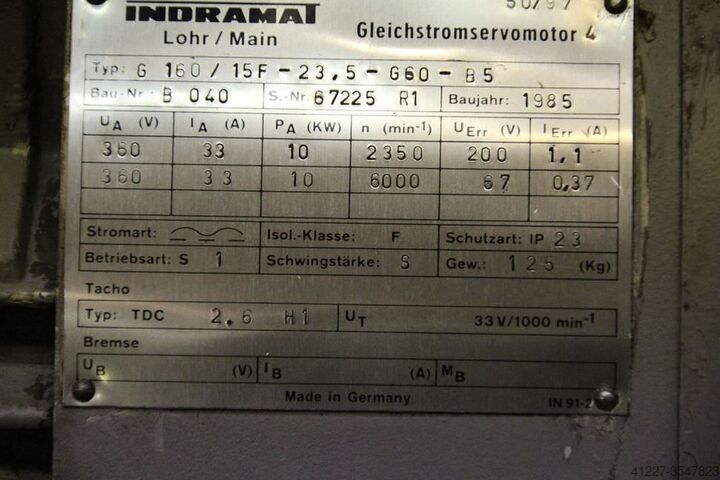 INDRAMAT
Lohr / Main
Gleichstromservomotor 4
Typ: G 160 / 15F - 23,5 - G60 - B5
Bau-Nr. B 040 S.-Nr. 67225 R1 Baujahr: 1985
UA (V) IA (A) PA (KW) n (min-1) UErr (V) IErr (A)
360 33 10 2350 200 1,1
360 33 10 6000 67 0,37
Stromart: Isol.-Klasse: F Schutzart: IP 23
Betriebsart: S 1 Schwingstärke: S Gew.: 125 (Kg)
Tacho
Typ: TDC 2.6 H1 UT 33V/1000 min-1
Bremse
UB (V) IB (A) MB
Made in Germany
IN 91-2
41227-3547823